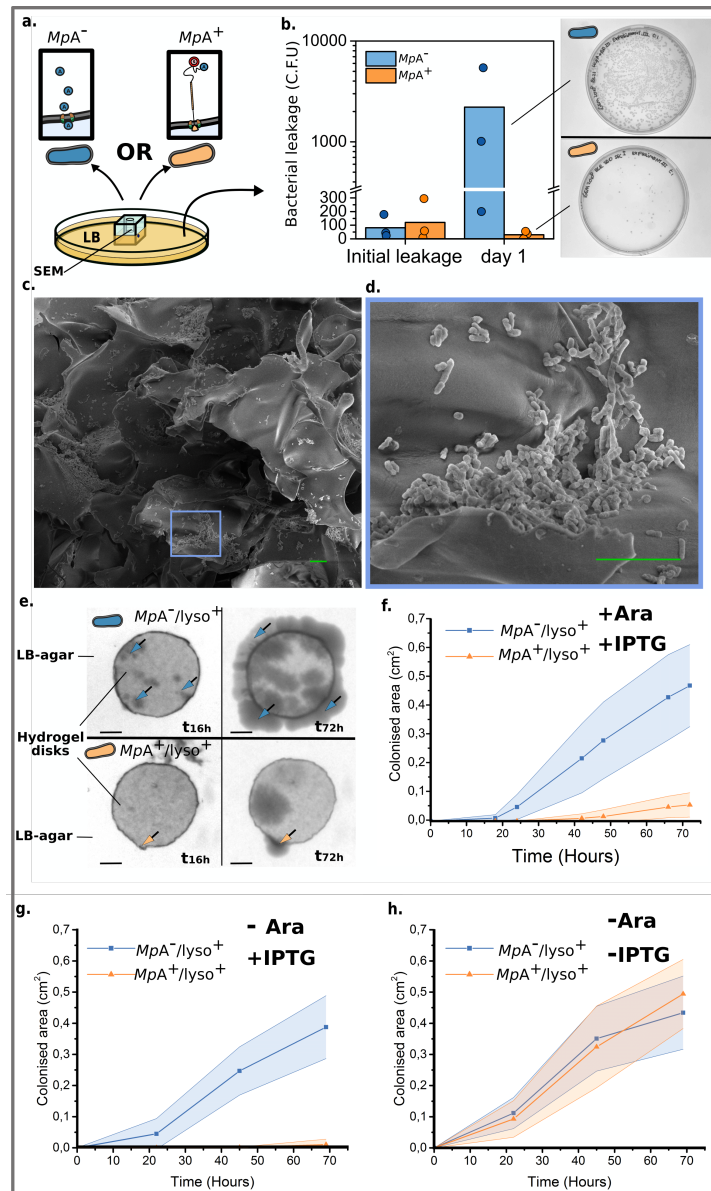 a.
MpA⁻
MpA⁺
A
A
A
A
A
OR
LB
SEM
b.
Bacterial leakage (C.F.U)
10000
1000
300
200
100
0
MpA⁻
MpA⁺
Initial leakage
day 1
c.
d.
e.
MpA⁻/lyso⁺
LB-agar
t16h
t72h
Hydrogel
disks
MpA⁺/lyso⁺
LB-agar
t16h
t72h
f.
+Ara
+IPTG
MpA⁻/lyso⁺
MpA⁺/lyso⁺
Colonised area (cm²)
0,7
0,6
0,5
0,4
0,3
0,2
0,1
0,0
0 10 20 30 40 50 60 70
Time (Hours)
g.
- Ara
+IPTG
MpA⁻/lyso⁺
MpA⁺/lyso⁺
Colonised area (cm²)
0,7
0,6
0,5
0,4
0,3
0,2
0,1
0,0
0 10 20 30 40 50 60 70
Time (Hours)
h.
-Ara
-IPTG
MpA⁻/lyso⁺
MpA⁺/lyso⁺
Colonised area (cm²)
0,7
0,6
0,5
0,4
0,3
0,2
0,1
0,0
0 10 20 30 40 50 60 70
Time (Hours)